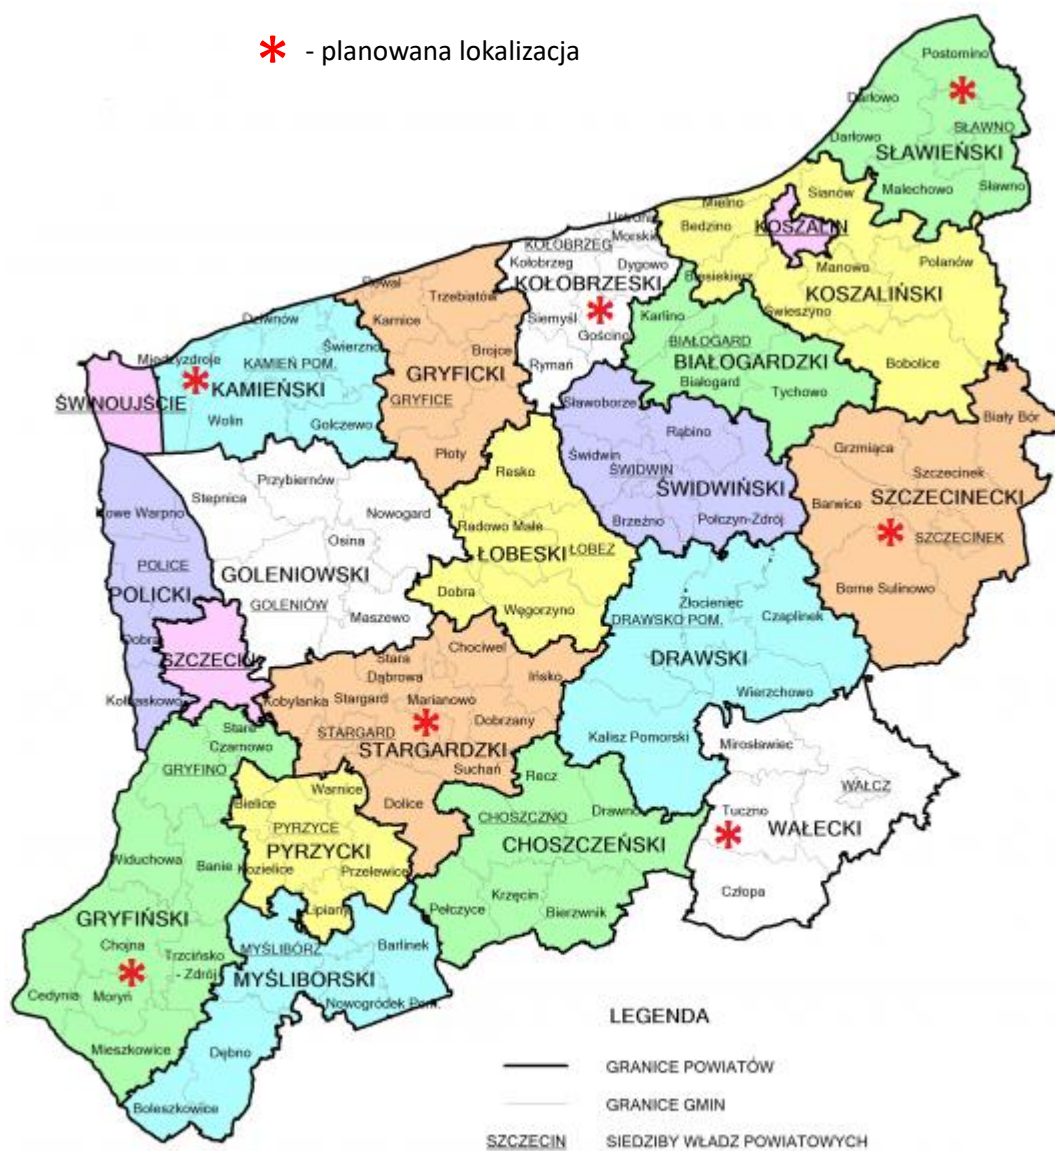 * - planowana lokalizacja
Postomino
Darłowo
SŁAWNO
Darłowo
SŁAWIEŃSKI
Malechowo
Sławno
Sianów
Mielno
Będzino
KOSZALIN
Ustronie
Morskie
KOŁOBRZEG
Kołobrzeg
Dygowo
KOŁOBRZESKI
Biesiekierz
Manowo
Polanów
KOSZALIŃSKI
Świeszyno
Bobolice
Siemyśl
Gościno
Rymań
Karlino
BIAŁOGARD
BIAŁOGARDZKI
Białogard
Tychowo
Rewal
Trzebiatów
Karnice
Brojce
GRYFICKI
GRYFICE
Płoty
Dziwnów
Świerzno
Międzyzdroje
KAMIEŃ POM.
KAMIEŃSKI
Wolin
Golczewo
ŚWINOUJŚCIE
Sławoborze
Rąbino
Świdwin
ŚWIDWIN
ŚWIDWIŃSKI
Brzeżno
Połczyn-Zdrój
Biały Bór
Grzmiąca
Szczecinek
SZCZECINECKI
Barwice
SZCZECINEK
Borne Sulinowo
Przybiernów
Stepnica
Nowogard
Osina
GOLENIOWSKI
GOLENIÓW
Maszewo
Resko
Radowo Małe
ŁOBESKI
ŁOBEZ
Dobra
Węgorzyno
Nowe Warpno
POLICE
POLICKI
Dobra
SZCZECIN
Kołbaskowo
Złocieniec
DRAWSKO POM.
Czaplinek
DRAWSKI
Wierzchowo
Kalisz Pomorski
Chociwel
Stara
Dąbrowa
Ińsko
Kobylanka
Stargard
Marianowo
Dobrzany
STARGARD
STARGARDZKI
Suchań
Dolice
Mirosławiec
WAŁCZ
Tuczno
WAŁECKI
Człopa
Stare
Czarnowo
GRYFINO
Widuchowa
Banie
GRYFIŃSKI
Chojna
Trzcińsko
- Zdrój
Cedynia
Moryń
Mieszkowice
Warnice
Bielice
PYRZYCE
PYRZYCKI
Kozielice
Przelewice
Lipiany
Recz
Drawno
CHOSZCZNO
CHOSZCZEŃSKI
Krzęcin
Pełczyce
Bierzwnik
MYŚLIBÓRZ
Barlinek
MYŚLIBORSKI
Nowogródek Pom.
Dębno
Boleszkowice
LEGENDA
GRANICE POWIATÓW
GRANICE GMIN
SZCZECIN SIEDZIBY WŁADZ POWIATOWYCH